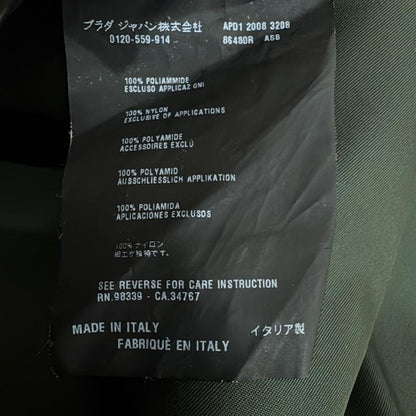 プラダ ジャパン株式会社 APD1 2008 3208
0120-559-914 86480R A68
100% POLIAMMIDE
ESCLUSO APPLICAZIONI
100% NYLON
EXCLUSIVE OF APPLICATIONS
100% POLYAMIDE
ACCESSOIRES EXCLÚ
100% POLYAMID
AUSSCHLIESSLICH APPLIKATION
100% POLIAMIDA
APLICACIONES EXCLUSOS
100% ナイロン
SEE REVERSE FOR CARE INSTRUCTION
RN.98339 - CA.34767
MADE IN ITALY イタリア製
FABRIQUÉ EN ITALY